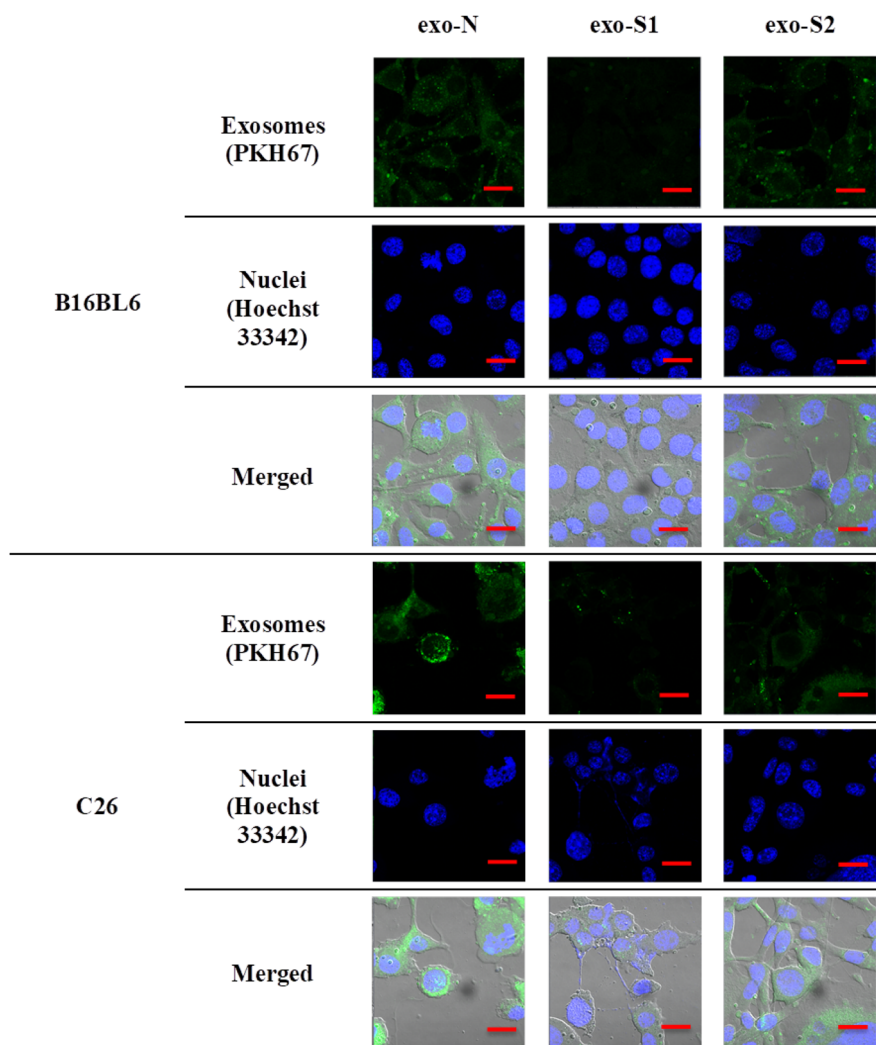 exo-N exo-S1 exo-S2
Exosomes
(PKH67)
Nuclei
(Hoechst
33342)
B16BL6
Merged
Exosomes
(PKH67)
Nuclei
(Hoechst
33342)
C26
Merged